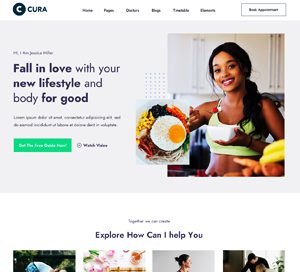 CURA
Home Pages Doctors Blogs Timetable Elements
Book Appointment
Hi, I Am Jessica Miller
Fall in love with your
new lifestyle and
body for good
Lorem ipsum dolor sit amet, consectetur adipiscing elit, sed
do eiusmod incididunt ut labore et dolore derit in voluptate.
Get The Free Guide Now!
Watch Video
Together we can create
Explore How Can I help You